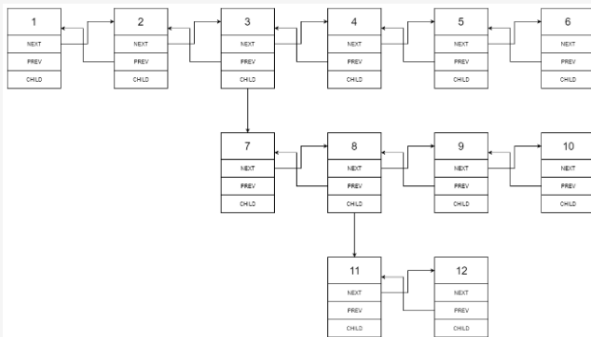 1 2 3 4 5 6
NEXT NEXT NEXT NEXT NEXT NEXT
PREV PREV PREV PREV PREV PREV
CHILD CHILD CHILD CHILD CHILD CHILD
7 8 9 10
NEXT NEXT NEXT NEXT
PREV PREV PREV PREV
CHILD CHILD CHILD CHILD
11 12
NEXT NEXT
PREV PREV
CHILD CHILD